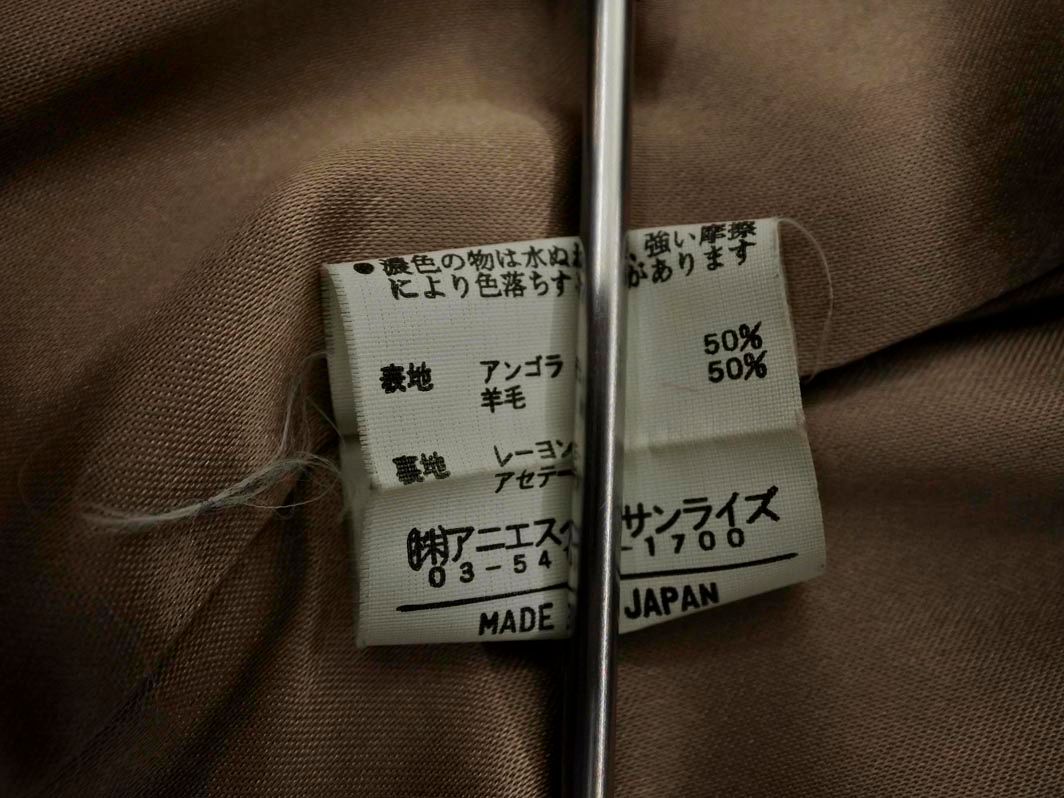 ●濃色の物は水ぬ 強い摩擦
により色落ちす があります
表地 アンゴラ 50%
羊毛 50%
裏地 レーヨン
アセテー
㈱アニエス サンライズ
03-54 -1700
MADE JAPAN